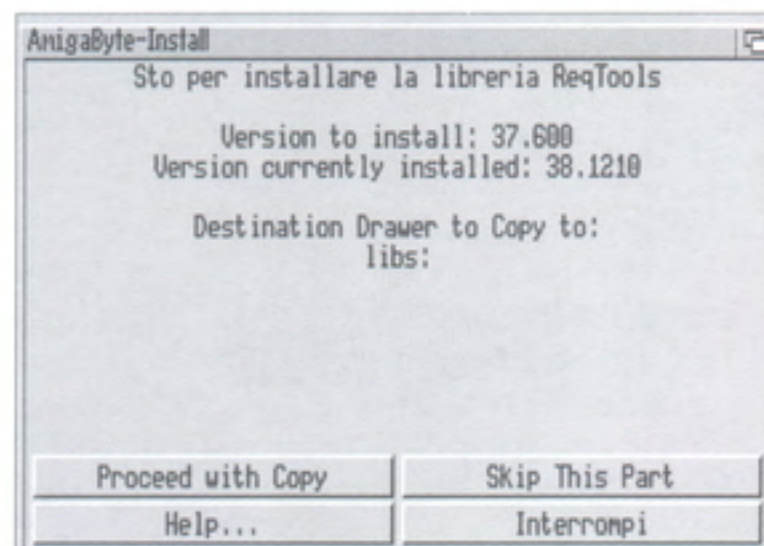 AmigaByte-Install
Sto per installare la libreria ReqTools
Version to install: 37.600
Version currently installed: 38.1210
Destination Drawer to Copy to:
libs:
Proceed with Copy
Skip This Part
Help...
Interrompi